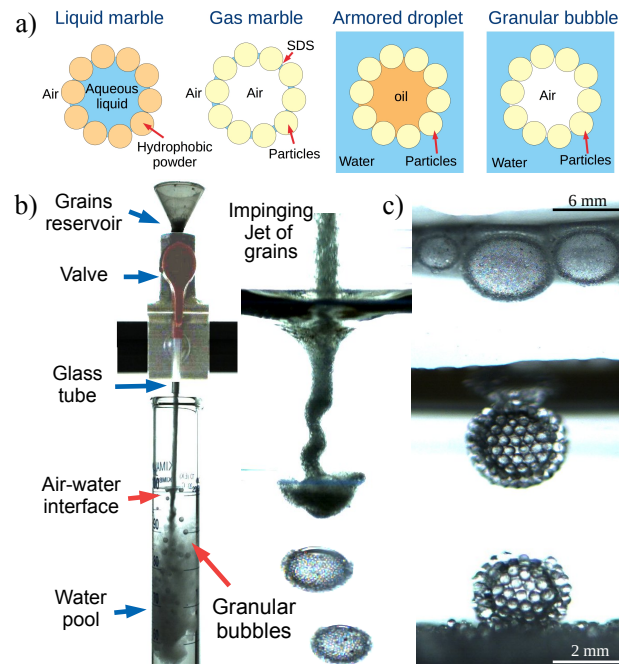 a)
Liquid marble
Gas marble
Armored droplet
Granular bubble
Air
Aqueous
liquid
Hydrophobic
powder
SDS
Air
Air
Particles
oil
Water
Particles
Air
Water
Particles
b)
Grains
reservoir
Valve
Glass
tube
Air-water
interface
Water
pool
Granular
bubbles
Impinging
Jet of
grains
c)
6 mm
2 mm